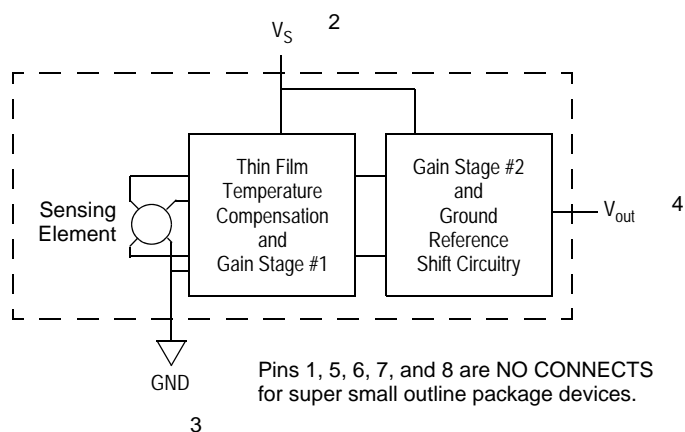 2
V_S
Sensing
Element
Thin Film
Temperature
Compensation
and
Gain Stage #1
Gain Stage #2
and
Ground
Reference
Shift Circuitry
V_out
4
GND
3
Pins 1, 5, 6, 7, and 8 are NO CONNECTS
for super small outline package devices.